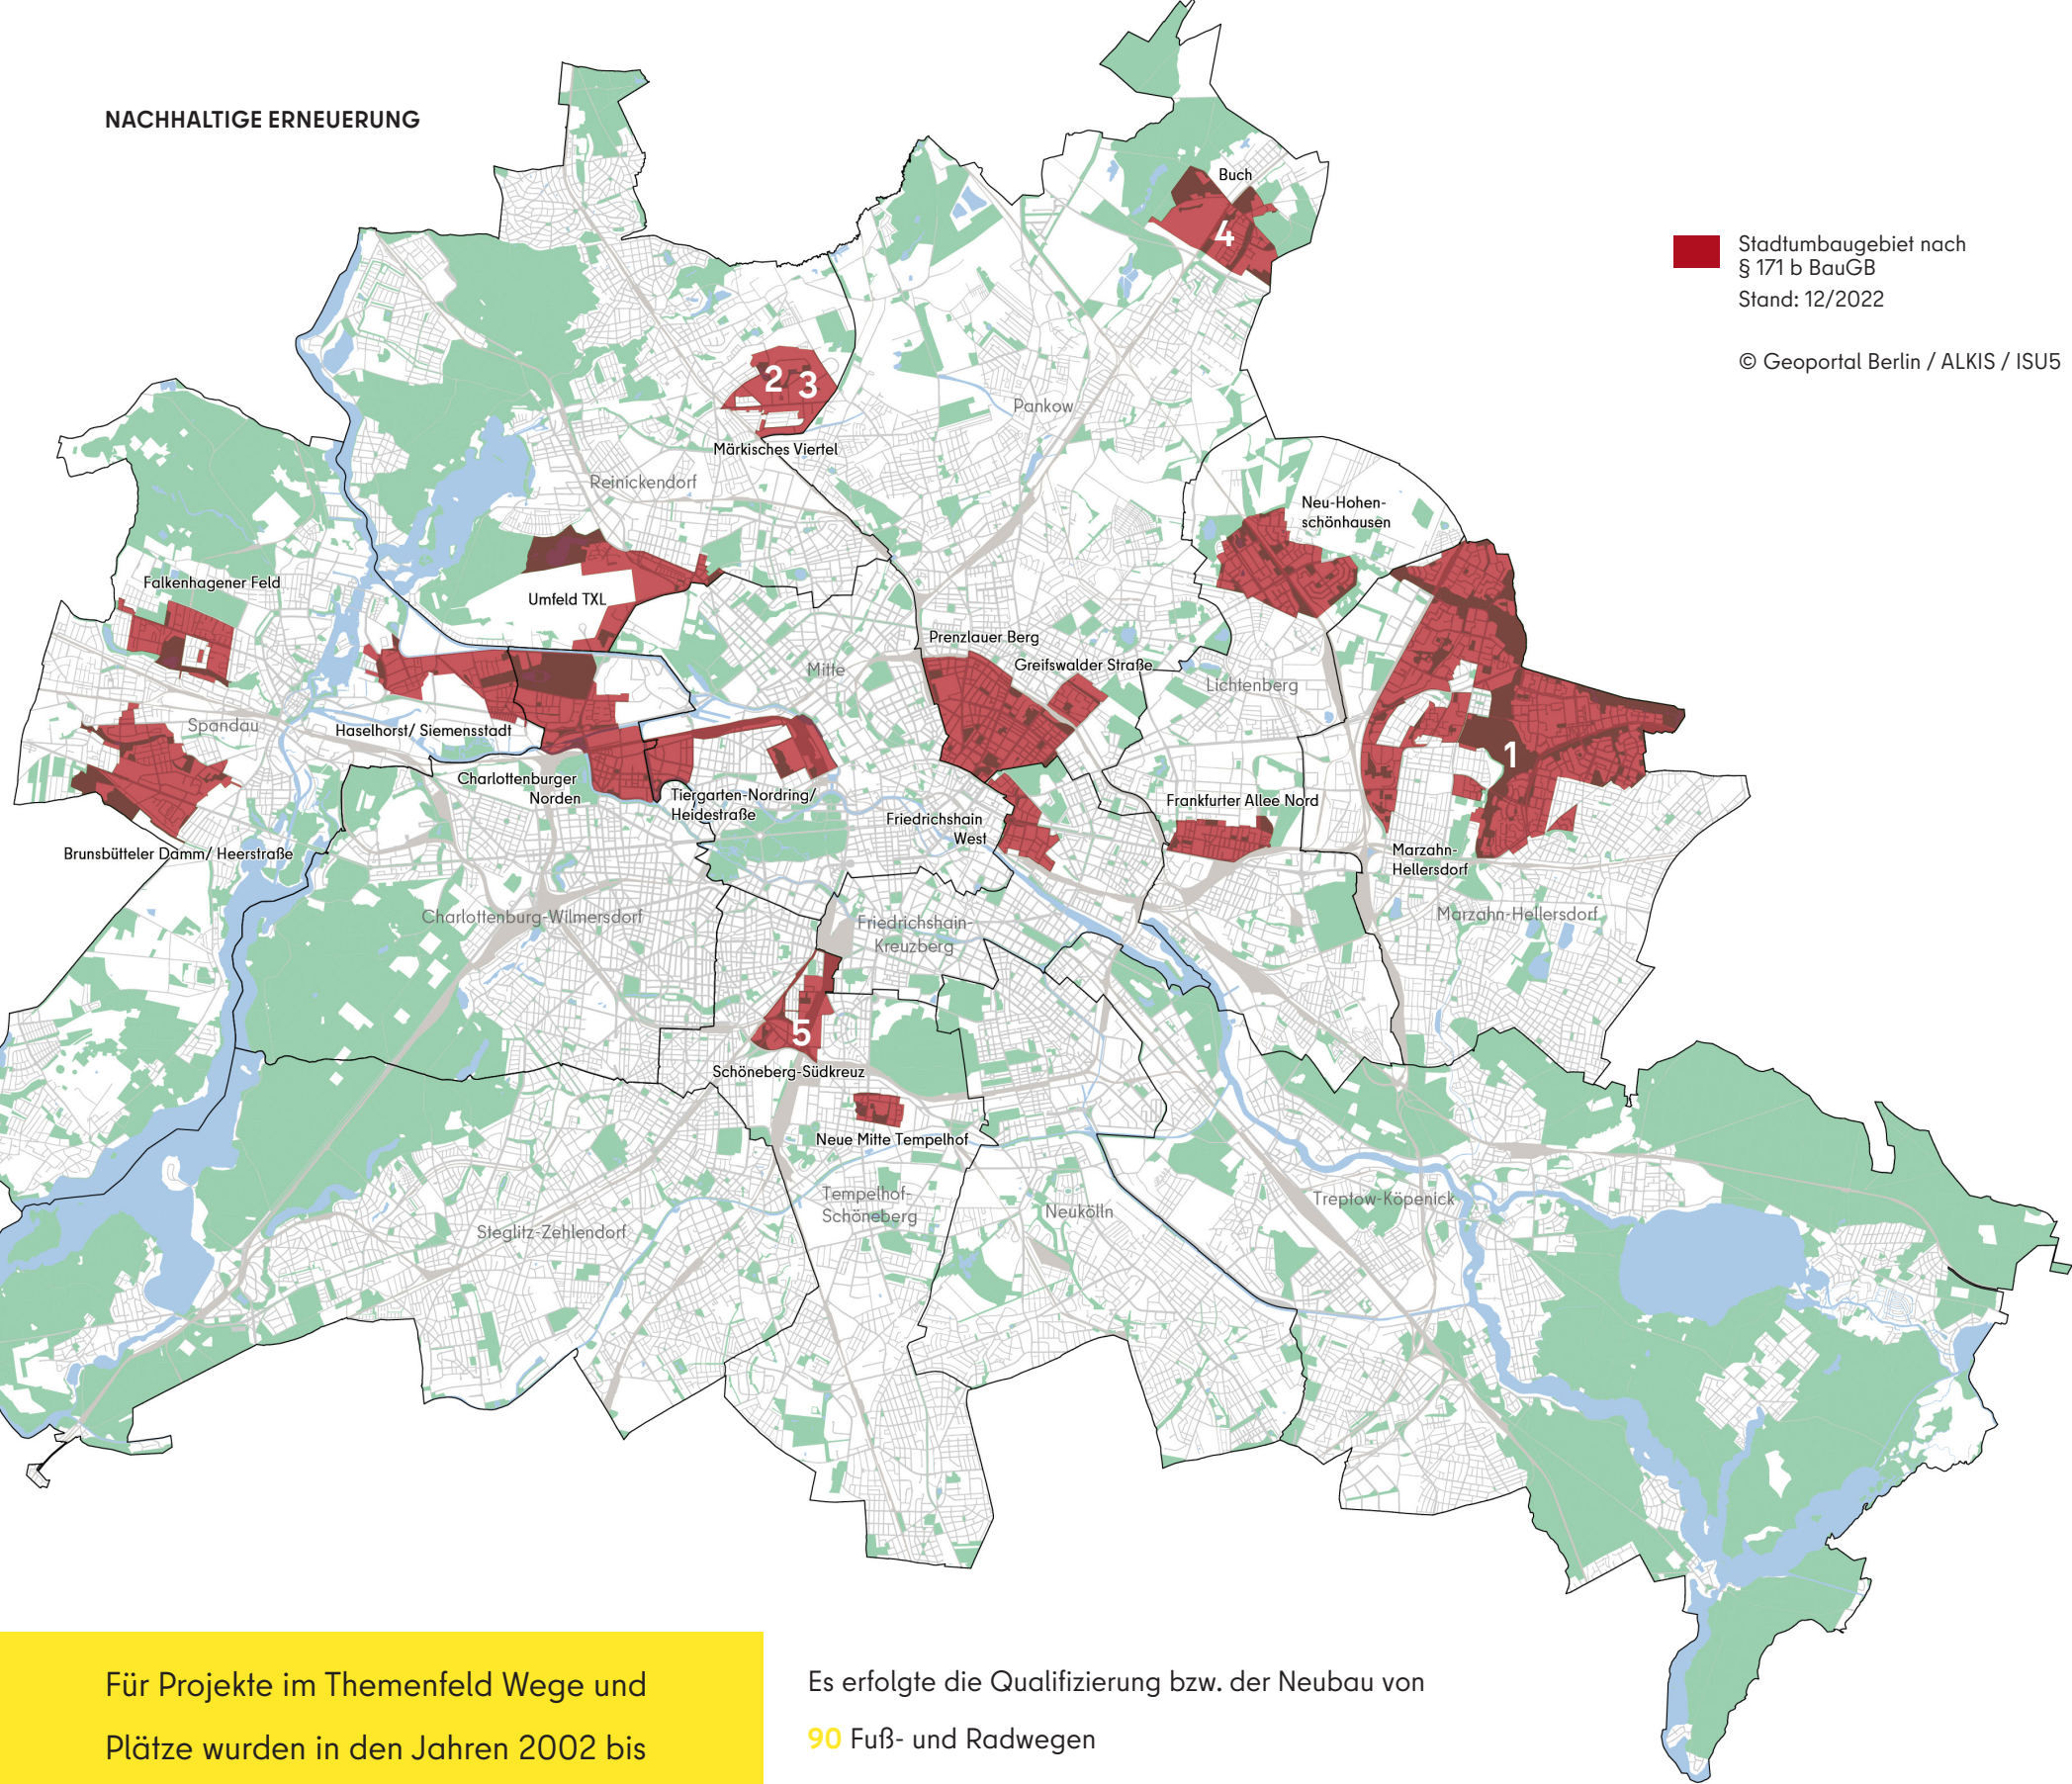 NACHHALTIGE ERNEUERUNG
Buch
4
Stadtumbaugebiet nach
§ 171 b BauGB
Stand: 12/2022
© Geoportal Berlin / ALKIS / ISU5
2
3
Pankow
Märkisches Viertel
Reinickendorf
Neu-Hohen-
schönhausen
Falkenhagener Feld
Umfeld TXL
Prenzlauer Berg
Greifswalder Straße
Mitte
Lichtenberg
Spandau
Haselhorst/ Siemensstadt
1
Charlottenburger
Norden
Tiergarten-Nordring/
Heidestraße
Frankfurter Allee Nord
Friedrichshain
West
Brunsbütteler Damm/ Heerstraße
Marzahn-
Hellersdorf
Charlottenburg-Wilmersdorf
Friedrichshain-
Kreuzberg
Marzahn-Hellersdorf
5
Schöneberg-Südkreuz
Neue Mitte Tempelhof
Tempelhof-
Schöneberg
Neukölln
Treptow-Köpenick
Steglitz-Zehlendorf
Für Projekte im Themenfeld Wege und
Plätze wurden in den Jahren 2002 bis
Es erfolgte die Qualifizierung bzw. der Neubau von
90 Fuß- und Radwegen